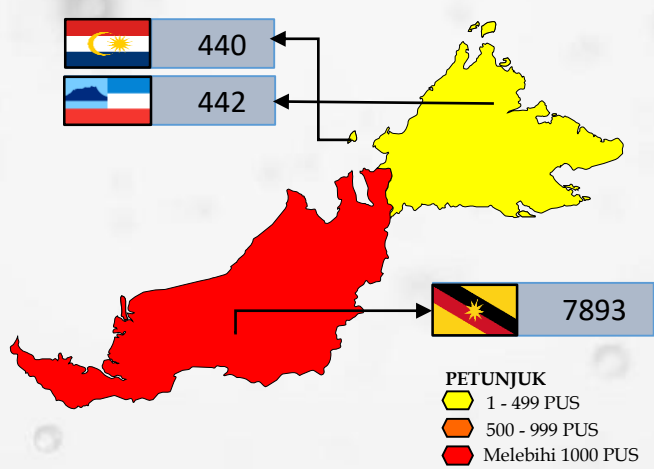 440
442
7893
PETUNJUK
1 - 499 PUS
500 - 999 PUS
Melebihi 1000 PUS